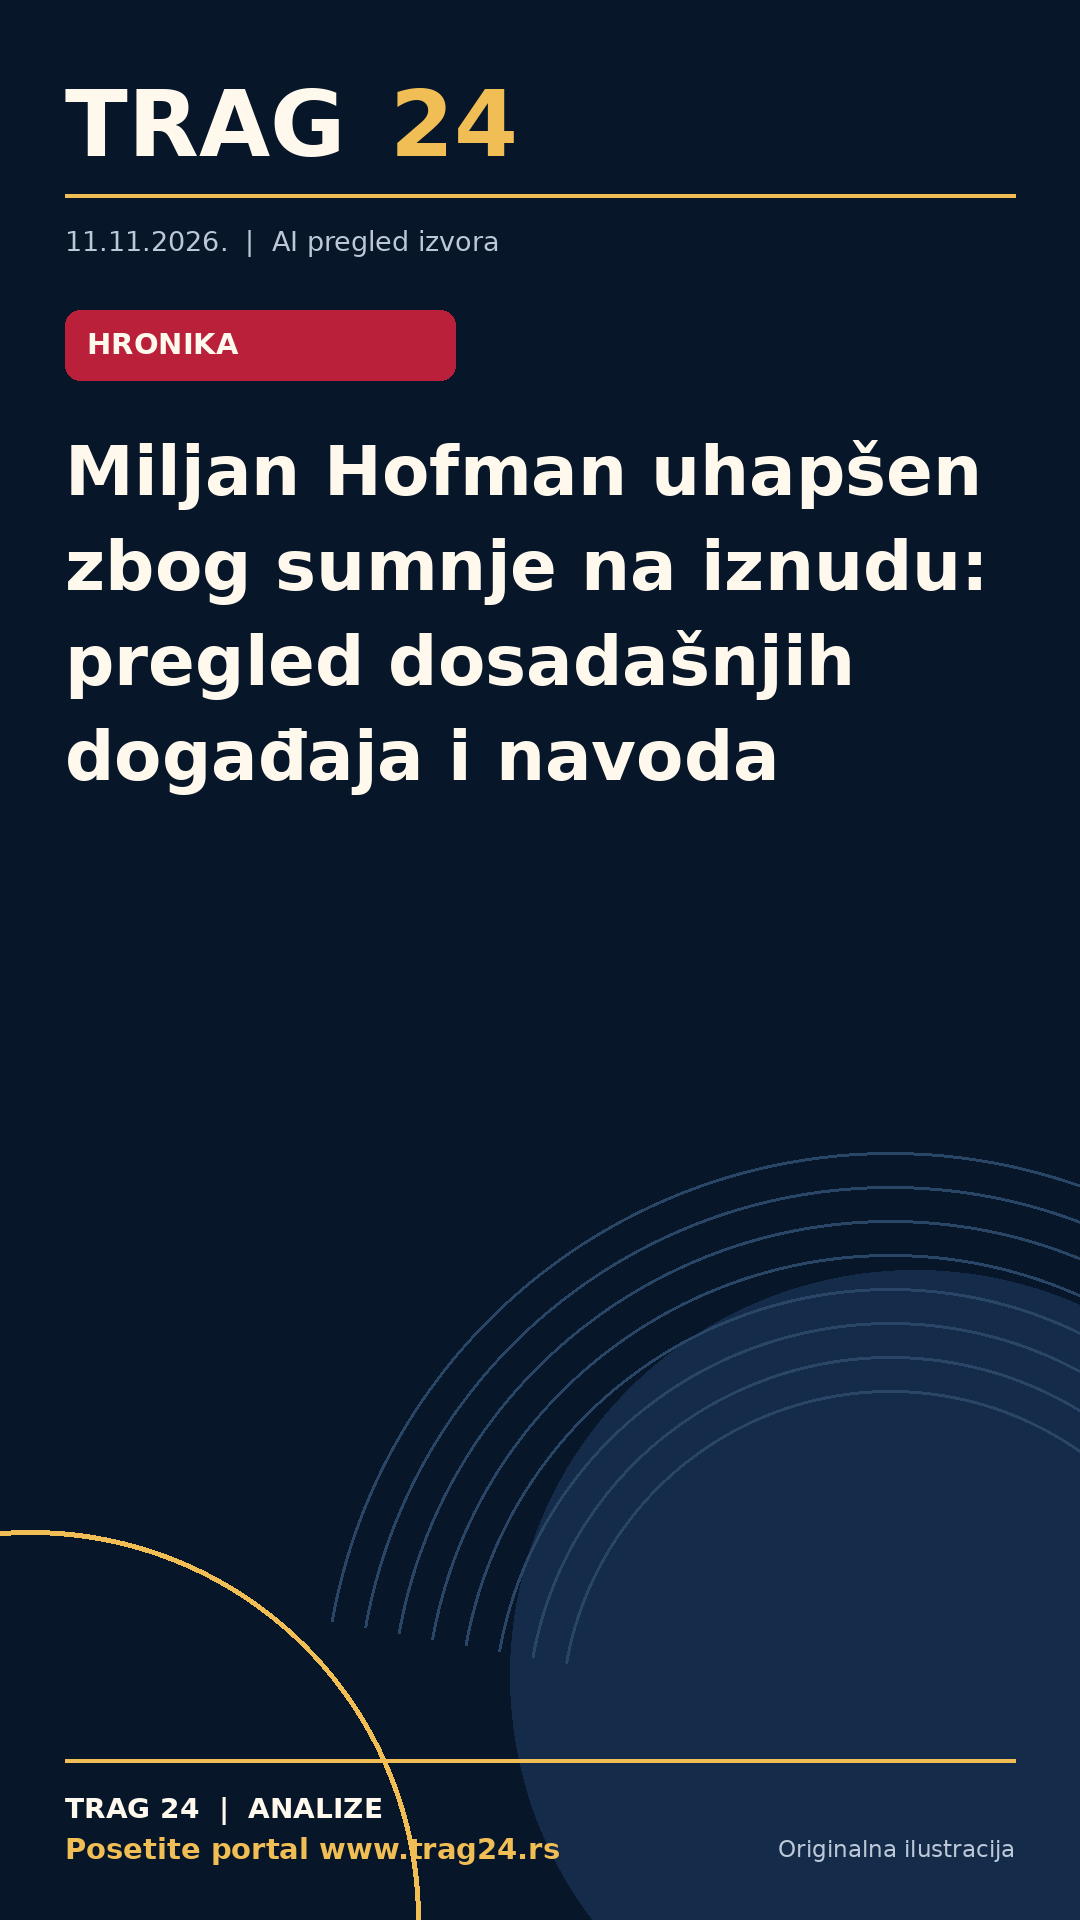 TRAG 24
11.11.2026. | AI pregled izvora
HRONIKA
Miljan Hofman uhapšen
zbog sumnje na iznudu:
pregled dosadašnjih
događaja i navoda
TRAG 24 | ANALIZE
Posetite portal www.trag24.rs
Originalna ilustracija